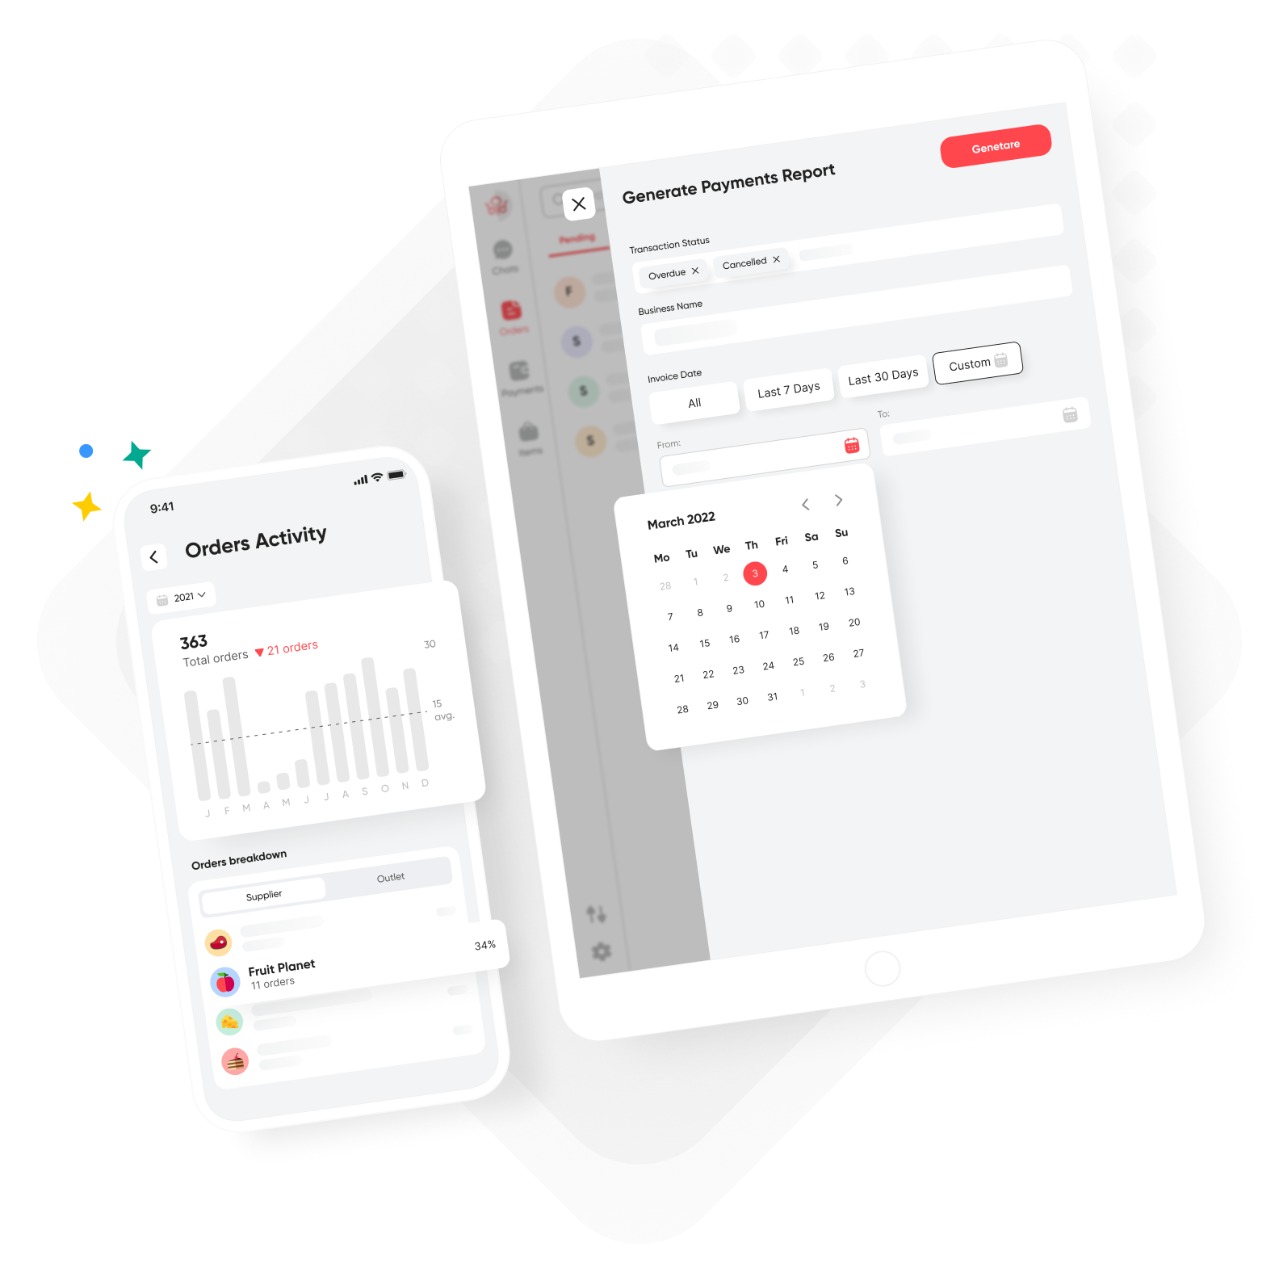 Genetare
Generate Payments Report
Transaction Status
Overdue
Cancelled
Business Name
Invoice Date
All
Last 7 Days
Last 30 Days
Custom
From:
To:
March 2022
Mo Tu We Th Fri Sa Su
28 1 2 3 4 5 6
7 8 9 10 11 12 13
14 15 16 17 18 19 20
21 22 23 24 25 26 27
28 29 30 31 1 2 3
Pending
Chats
Orders
Payments
Items
F
S
S
S
9:41
Orders Activity
2021
363
Total orders 21 orders
30
15
avg.
J F M A M J J A S O N D
Orders breakdown
Supplier
Outlet
Fruit Planet
11 orders
34%